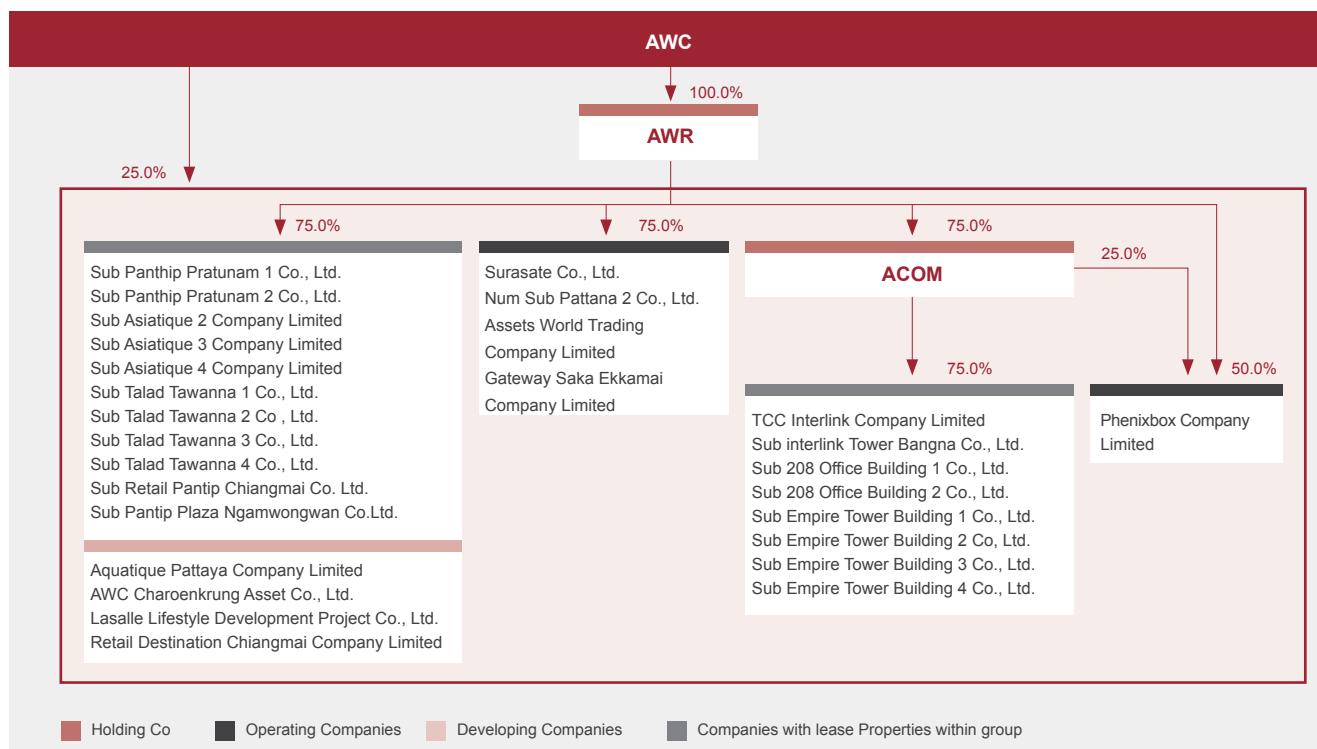 AWC
100.0%
AWR
25.0%
75.0%
75.0%
75.0%
Sub Panthip Pratunam 1 Co., Ltd.
Sub Panthip Pratunam 2 Co., Ltd.
Sub Asiatique 2 Company Limited
Sub Asiatique 3 Company Limited
Sub Asiatique 4 Company Limited
Sub Talad Tawanna 1 Co., Ltd.
Sub Talad Tawanna 2 Co , Ltd.
Sub Talad Tawanna 3 Co., Ltd.
Sub Talad Tawanna 4 Co., Ltd.
Sub Retail Pantip Chiangmai Co. Ltd.
Sub Pantip Plaza Ngamwongwan Co.Ltd.
Aquatique Pattaya Company Limited
AWC Charoenkrung Asset Co., Ltd.
Lasalle Lifestyle Development Project Co., Ltd.
Retail Destination Chiangmai Company Limited
Surasate Co., Ltd.
Num Sub Pattana 2 Co., Ltd.
Assets World Trading
Company Limited
Gateway Saka Ekkamai
Company Limited
ACOM
25.0%
75.0%
50.0%
TCC Interlink Company Limited
Sub interlink Tower Bangna Co., Ltd.
Sub 208 Office Building 1 Co., Ltd.
Sub 208 Office Building 2 Co., Ltd.
Sub Empire Tower Building 1 Co., Ltd.
Sub Empire Tower Building 2 Co, Ltd.
Sub Empire Tower Building 3 Co., Ltd.
Sub Empire Tower Building 4 Co., Ltd.
Phenixbox Company
Limited
Holding Co
Operating Companies
Developing Companies
Companies with lease Properties within group